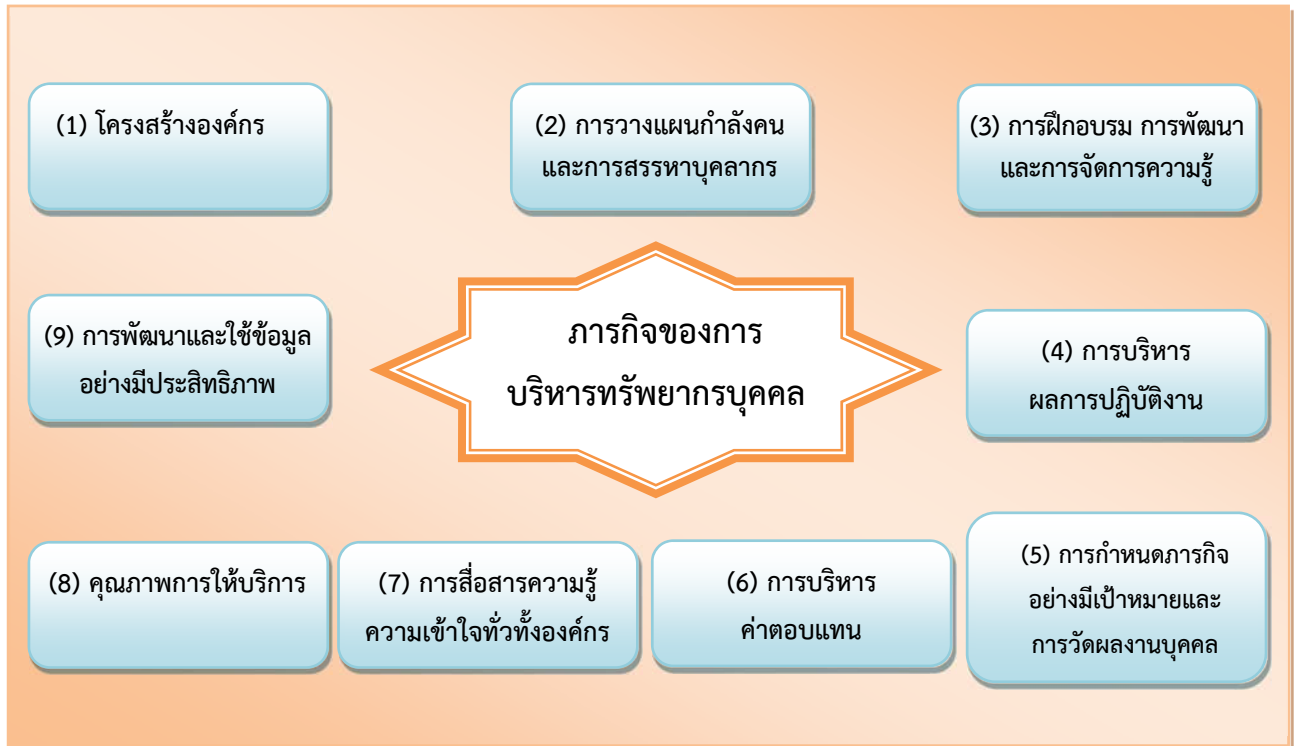 (1) โครงสร้างองค์กร
(2) การวางแผนกำลังคน
และการสรรหาบุคลากร
(3) การฝึกอบรม การพัฒนา
และการจัดการความรู้
(9) การพัฒนาและใช้ข้อมูล
อย่างมีประสิทธิภาพ
ภารกิจของการ
บริหารทรัพยากรบุคคล
(4) การบริหาร
ผลการปฏิบัติงาน
(8) คุณภาพการให้บริการ
(7) การสื่อสารความรู้
ความเข้าใจทั่วทั้งองค์กร
(6) การบริหาร
ค่าตอบแทน
(5) การกำหนดภารกิจ
อย่างมีเป้าหมายและ
การวัดผลงานบุคคล